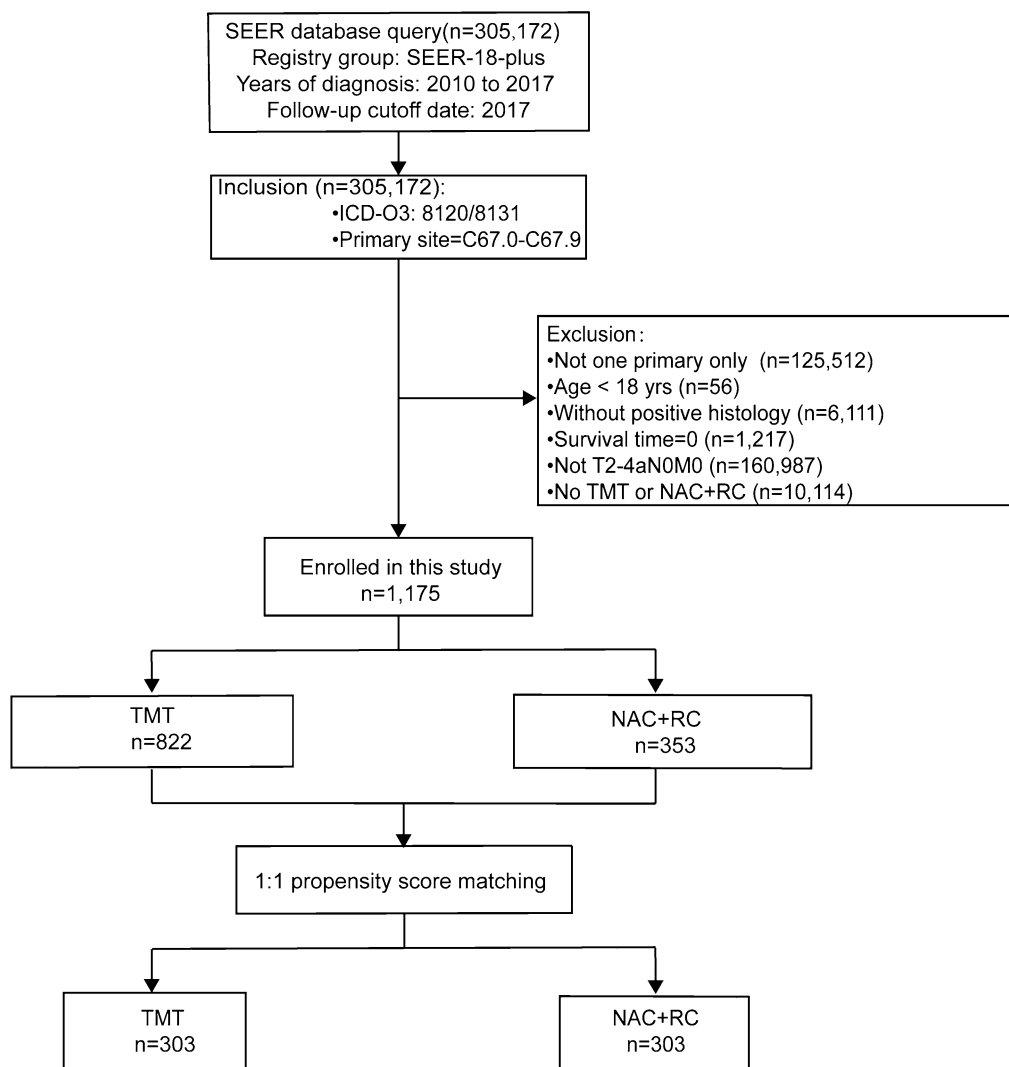 SEER database query(n=305,172)
Registry group: SEER-18-plus
Years of diagnosis: 2010 to 2017
Follow-up cutoff date: 2017
Inclusion (n=305,172):
•ICD-O3: 8120/8131
•Primary site=C67.0-C67.9
Exclusion:
•Not one primary only (n=125,512)
•Age < 18 yrs (n=56)
•Without positive histology (n=6,111)
•Survival time=0 (n=1,217)
•Not T2-4aN0M0 (n=160,987)
•No TMT or NAC+RC (n=10,114)
Enrolled in this study
n=1,175
TMT
n=822
NAC+RC
n=353
1:1 propensity score matching
TMT
n=303
NAC+RC
n=303